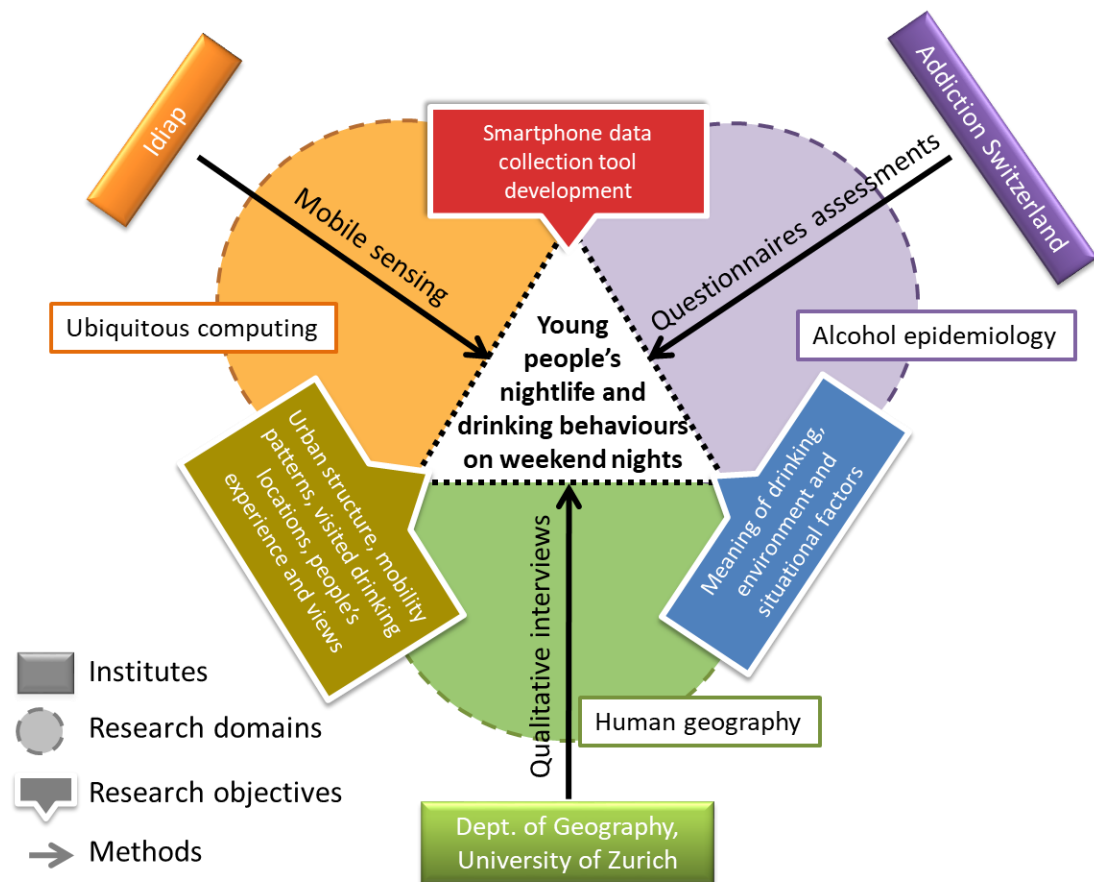 Idiap
Addiction Switzerland
Smartphone data
collection tool
development
Mobile sensing
Questionnaires assessments
Ubiquitous computing
Alcohol epidemiology
Young
people's
nightlife and
drinking behaviours
on weekend nights
Urban structure, mobility
patterns, visited drinking
locations, people's
experience and views
Meaning of drinking,
environment and
situational factors
Qualitative interviews
Human geography
Dept. of Geography,
University of Zurich
Institutes
Research domains
Research objectives
Methods